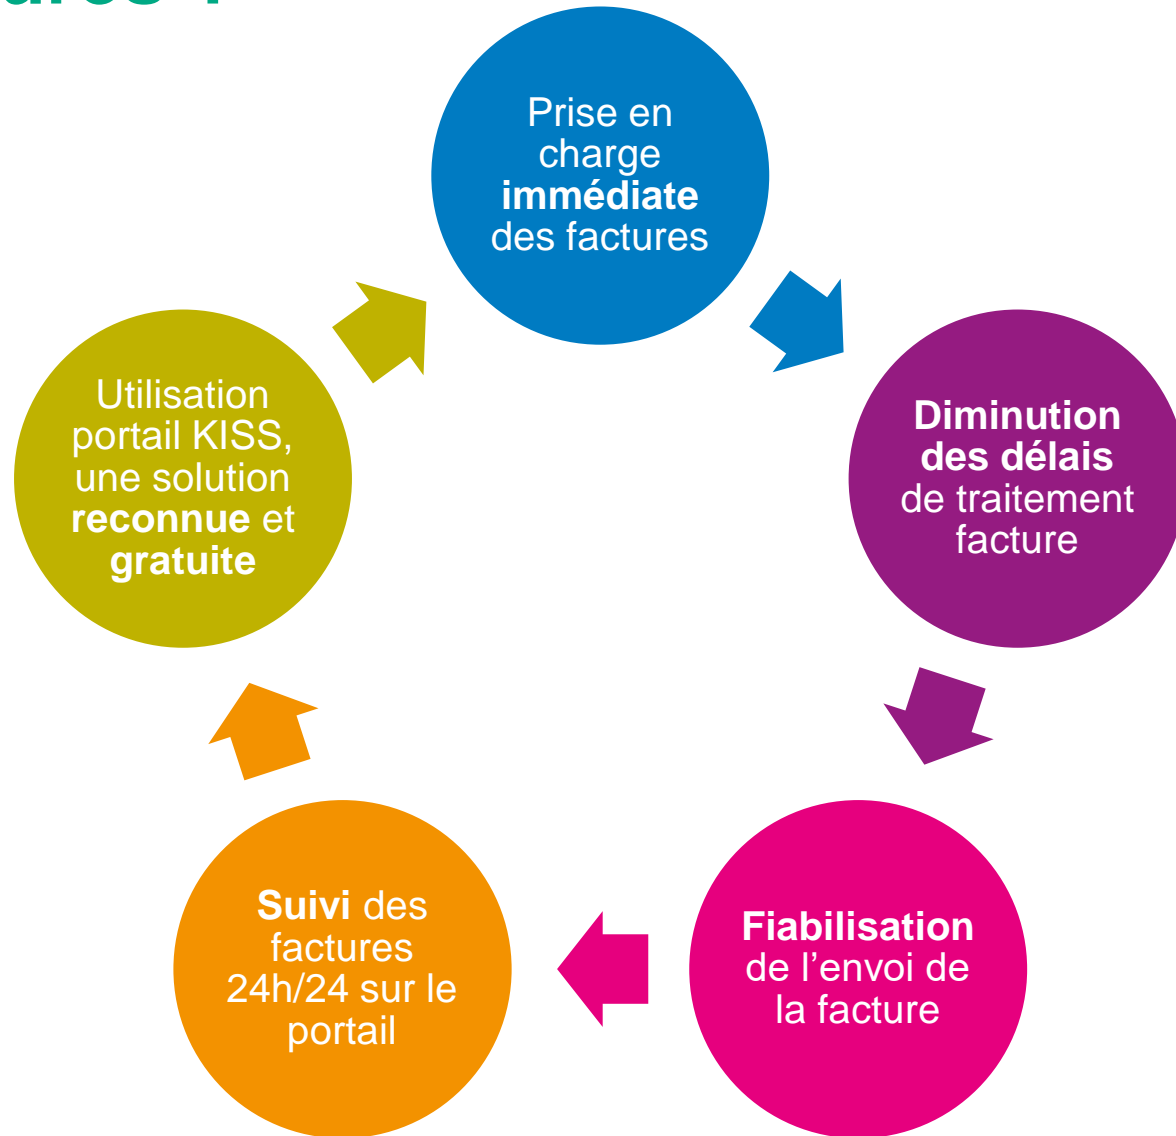 Prise en
charge
immédiate
des factures
Diminution
des délais
de traitement
facture
Fiabilisation
de l’envoi de
la facture
Suivi des
factures
24h/24 sur le
portail
Utilisation
portail KISS,
une solution
reconnue et
gratuite